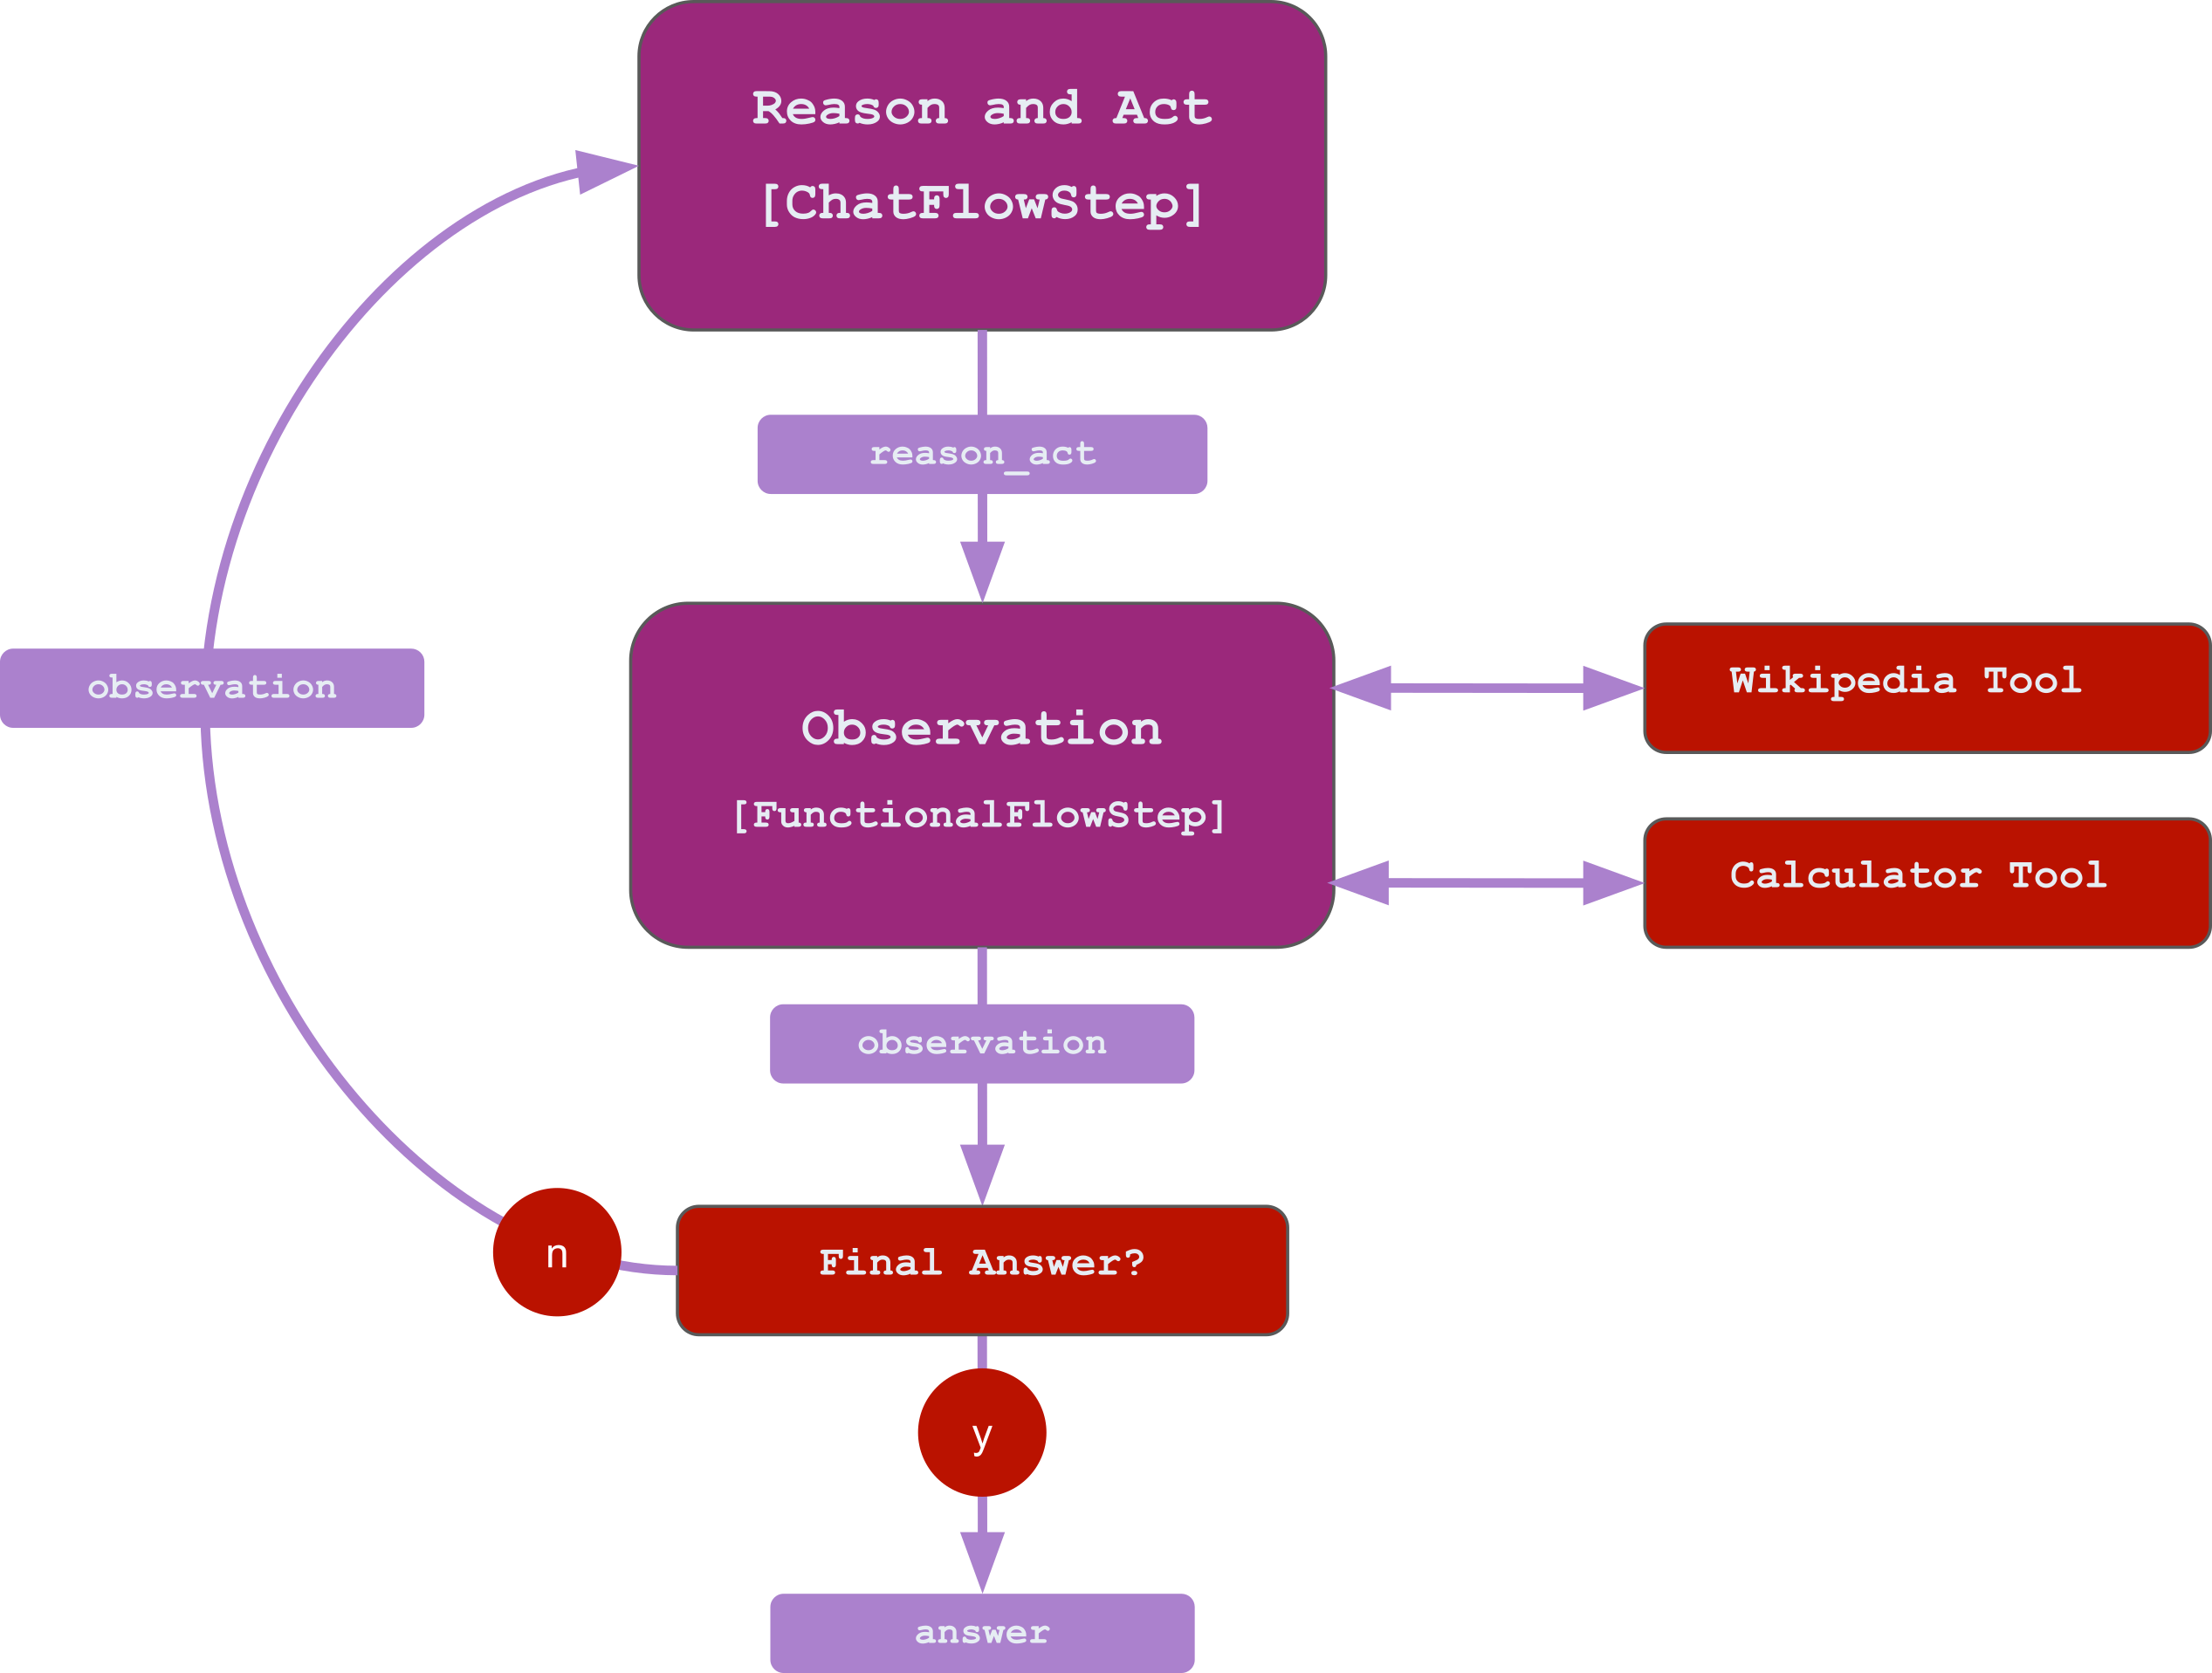 Reason and Act
[ChatFlowStep]
reason_act
observation
Observation
[FunctionalFlowStep]
Wikipedia Tool
Calculator Tool
observation
Final Answer?
n
y
answer